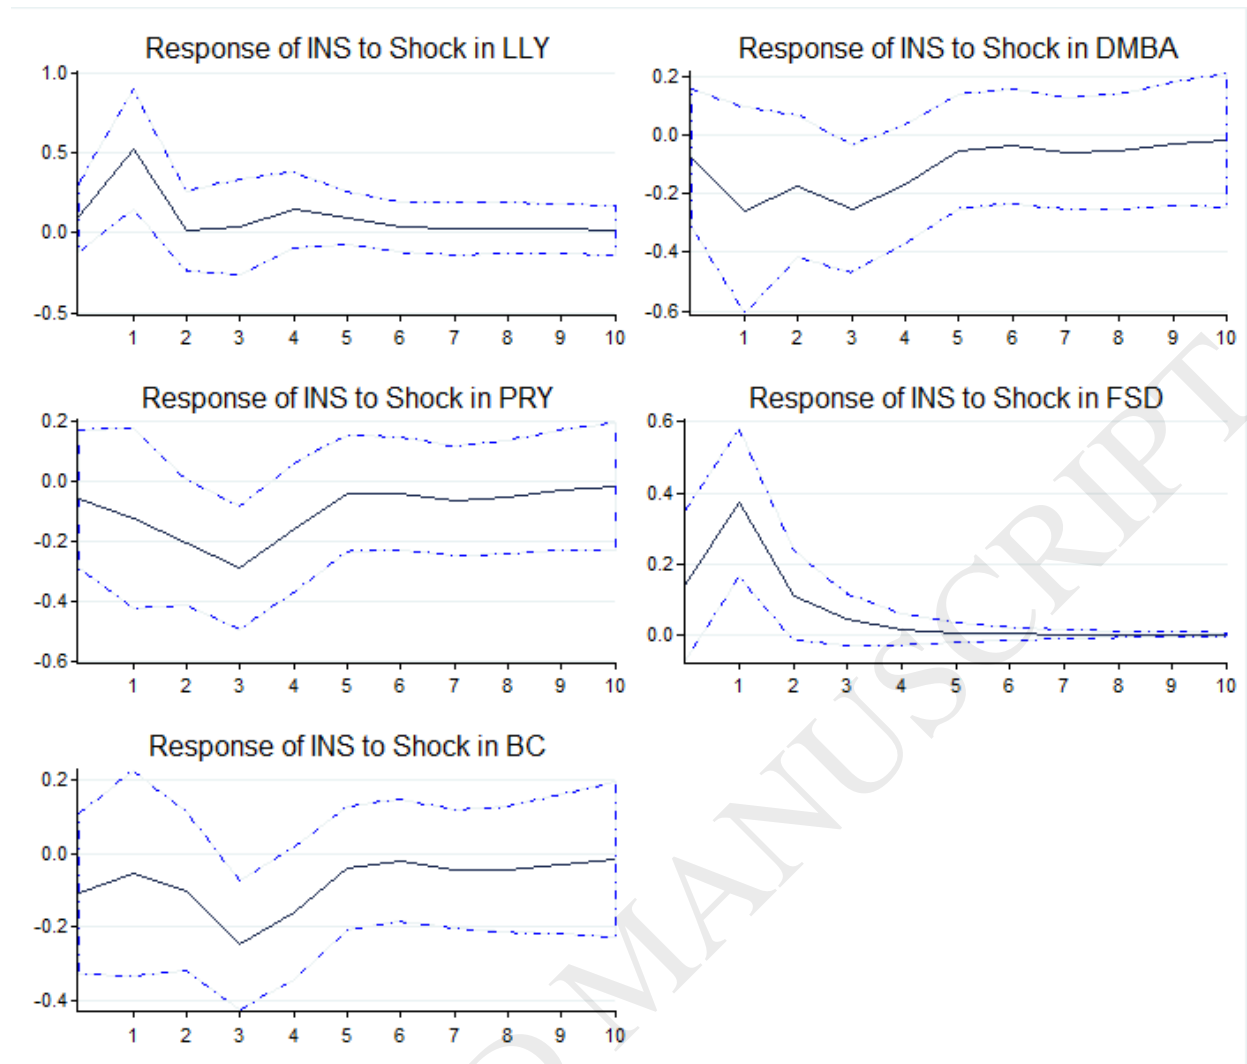 Response of INS to Shock in LLY
1.0
0.5
0.0
-0.5
1 2 3 4 5 6 7 8 9 10
Response of INS to Shock in DMBA
0.2
0.0
-0.2
-0.4
-0.6
1 2 3 4 5 6 7 8 9 10
Response of INS to Shock in PRY
0.2
0.0
-0.2
-0.4
-0.6
1 2 3 4 5 6 7 8 9 10
Response of INS to Shock in FSD
0.6
0.4
0.2
0.0
1 2 3 4 5 6 7 8 9 10
Response of INS to Shock in BC
0.2
0.0
-0.2
-0.4
1 2 3 4 5 6 7 8 9 10
D MANUSCRIPT